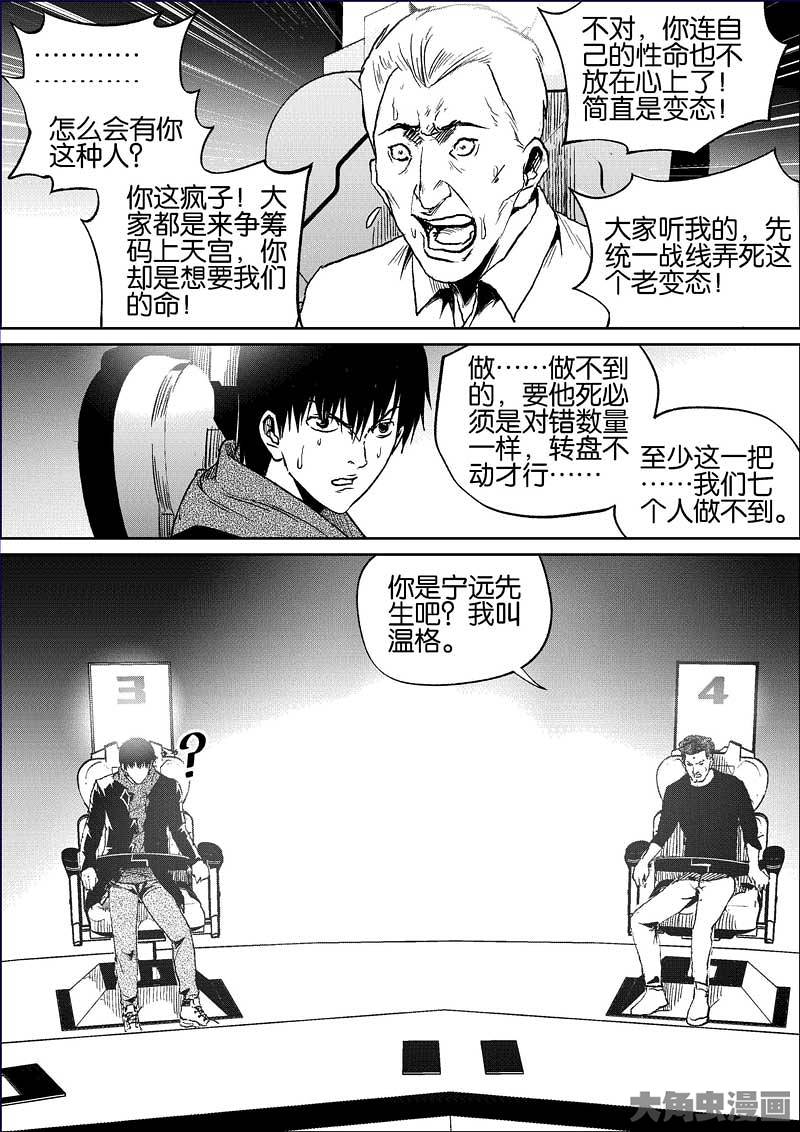 …………
…………
怎么会有你
这种人？
你这疯子！大
家都是来争筹
码上天宫，你
却是想要我们
的命！
不对，你连自
己的性命也不
放在心上了！
简直是变态！
大家听我的，先
统一战线弄死这
个老变态！
做……做不到
的，要他死必
须是对错数量
一样，转盘不
动才行……
至少这一把
……我们七
个人做不到。
你是宁远先
生吧？我叫
温格。
3
?
4
大角虫漫画